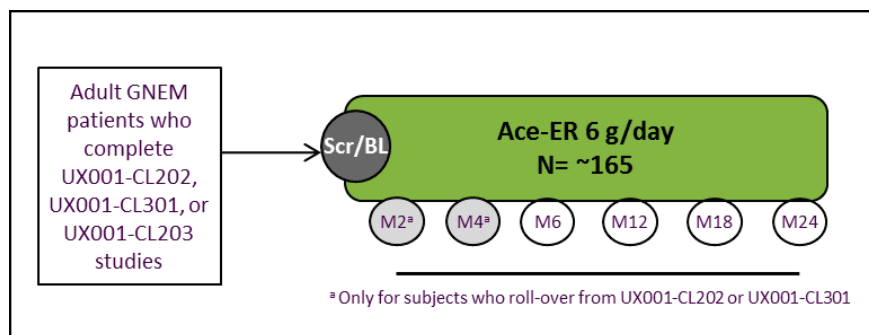 Adult GNEM
patients who
complete
UX001-CL202,
UX001-CL301, or
UX001-CL203
studies
Scr/BL
Ace-ER 6 g/day
N= ~165
M2ᵃ
M4ᵃ
M6
M12
M18
M24
ᵃ Only for subjects who roll-over from UX001-CL202 or UX001-CL301